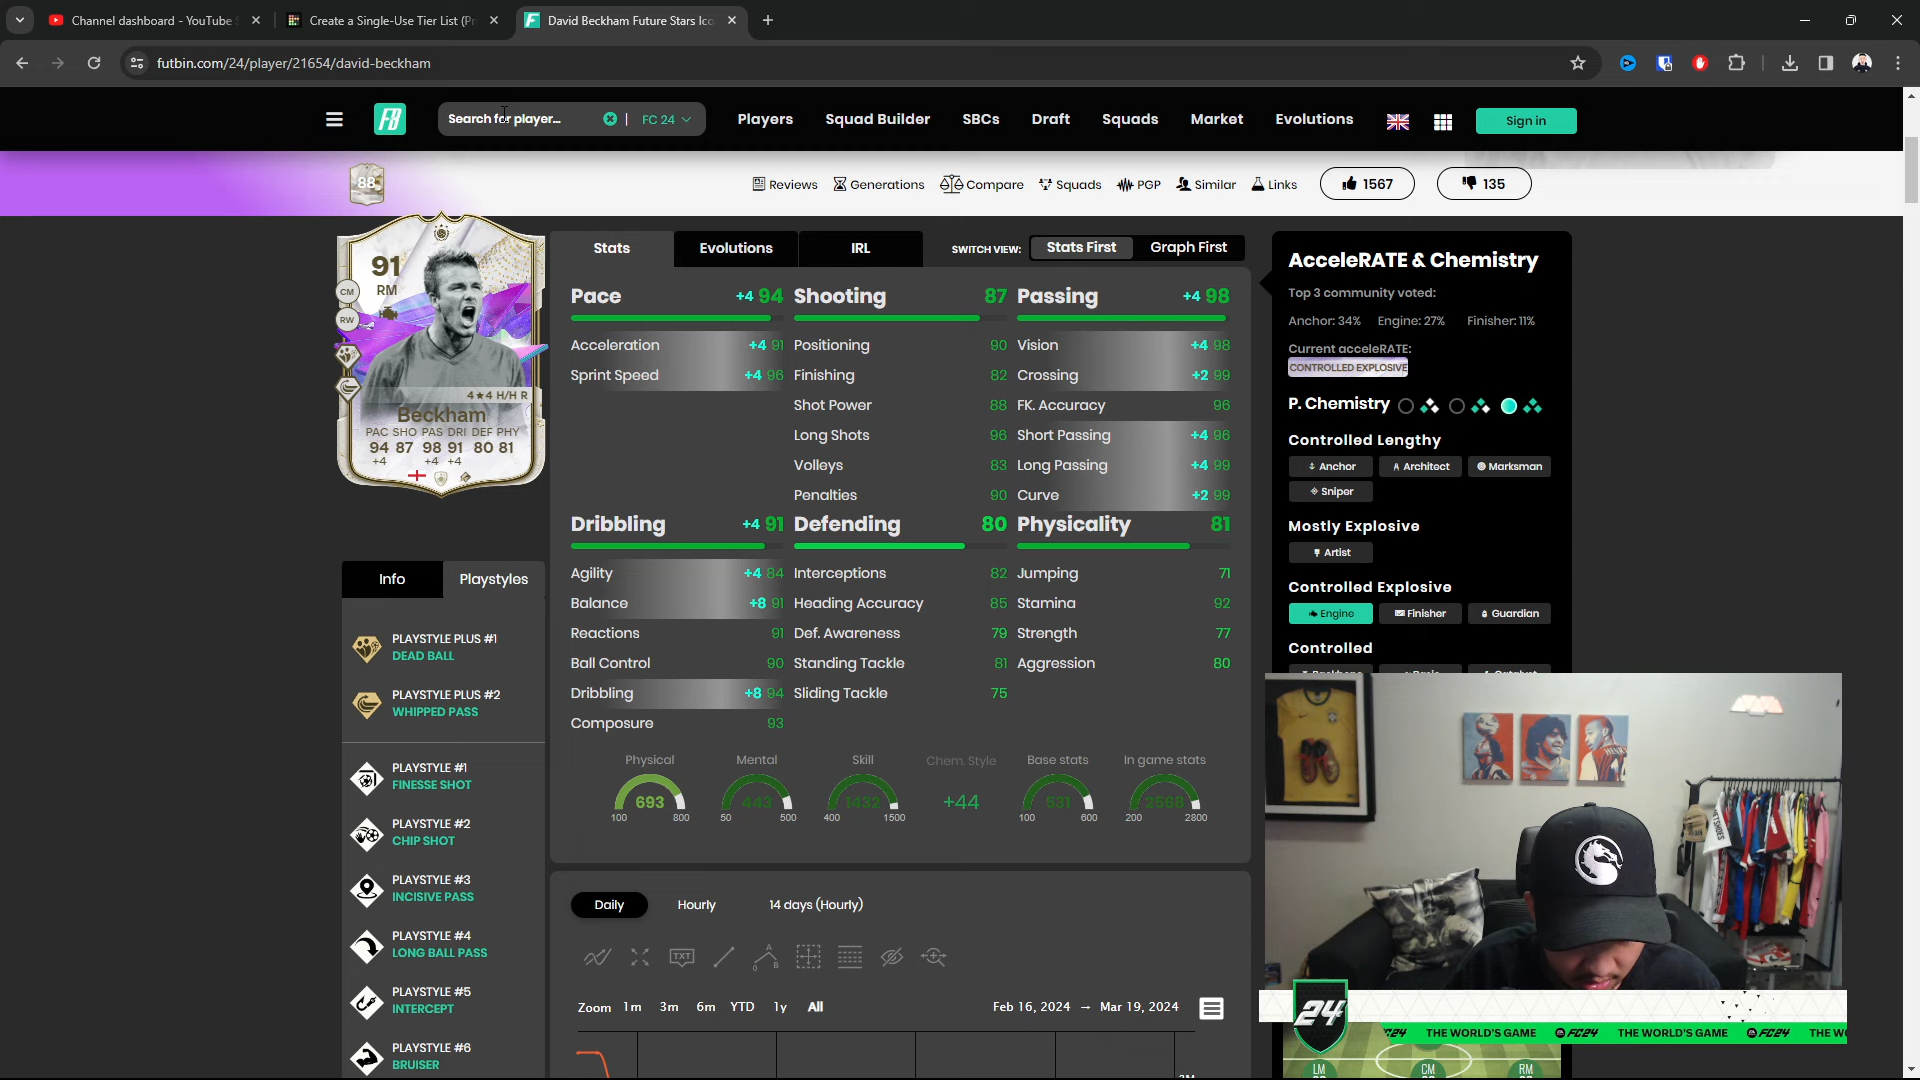 Channel dashboard - YouTube S
Create a Single-Use Tier List (Pr
David Beckham Future Stars Ico
futbin.com/24/player/21654/david-beckham
FB
Search for player...
FC 24
Players
Squad Builder
SBCs
Draft
Squads
Market
Evolutions
Sign in
88
Reviews
Generations
Compare
Squads
PGP
Similar
Links
1567
135
91
RM
CM
RW
4★4 H/H R
Beckham
PAC SHO PAS DRI DEF PHY
94 87 98 91 80 81
+4 +4 +4
Stats
Evolutions
IRL
SWITCH VIEW:
Stats First
Graph First
Pace +4 94
Acceleration +4 91
Sprint Speed +4 96
Shooting 87
Positioning 90
Finishing 82
Shot Power 88
Long Shots 96
Volleys 83
Penalties 90
Passing +4 98
Vision +4 98
Crossing +2 99
FK. Accuracy 96
Short Passing +4 96
Long Passing +4 99
Curve +2 99
Dribbling +4 91
Agility +4 84
Balance +8 91
Reactions 91
Ball Control 90
Dribbling +8 94
Composure 93
Defending 80
Interceptions 82
Heading Accuracy 85
Def. Awareness 79
Standing Tackle 81
Sliding Tackle 75
Physicality 81
Jumping 71
Stamina 92
Strength 77
Aggression 80
Physical
693
100 800
Mental
443
50 500
Skill
1432
400 1500
Chem. Style
+44
Base stats
531
100 600
In game stats
2568
200 2800
AcceleRATE & Chemistry
Top 3 community voted:
Anchor: 34% Engine: 27% Finisher: 11%
Current acceleRATE:
CONTROLLED EXPLOSIVE
P. Chemistry
Controlled Lengthy
Anchor
Architect
Marksman
Sniper
Mostly Explosive
Artist
Controlled Explosive
Engine
Finisher
Guardian
Controlled
Info
Playstyles
PLAYSTYLE PLUS #1
DEAD BALL
PLAYSTYLE PLUS #2
WHIPPED PASS
PLAYSTYLE #1
FINESSE SHOT
PLAYSTYLE #2
CHIP SHOT
PLAYSTYLE #3
INCISIVE PASS
PLAYSTYLE #4
LONG BALL PASS
PLAYSTYLE #5
INTERCEPT
PLAYSTYLE #6
BRUISER
Daily
Hourly
14 days (Hourly)
TXT
Zoom 1m 3m 6m YTD 1y All
Feb 16, 2024 → Mar 19, 2024
24
THE WORLD'S GAME
FC24
THE WORLD'S GAME
FC24
LM
CM
RM